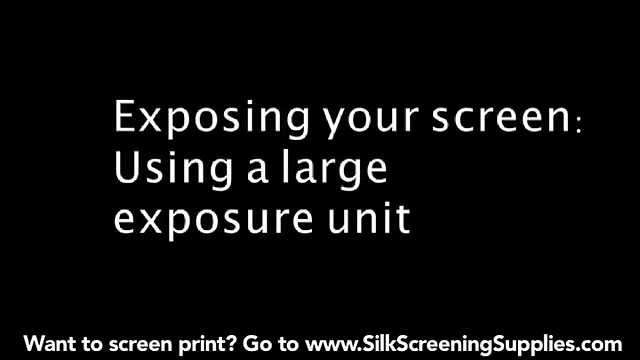 Exposing your screen:
Using a large
exposure unit
Want to screen print? Go to www.SilkScreeningSupplies.com